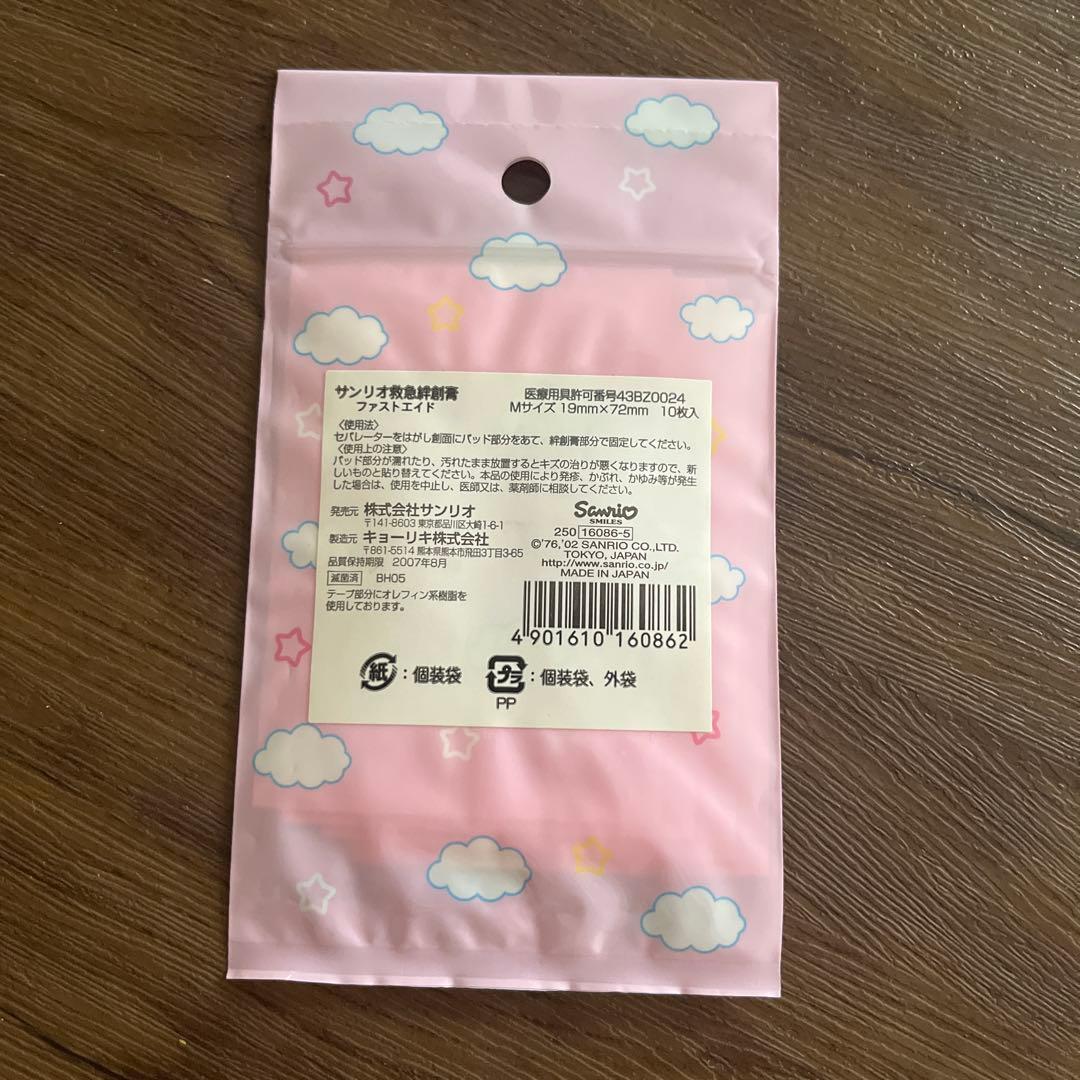 サンリオ救急絆創膏
ファストエイド
医療用具許可番号43BZ0024
Mサイズ 19mm×72mm 10枚入
〈使用法〉
セパレーターをはがし創面にパッド部分をあて、絆創膏部分で固定してください。
〈使用上の注意〉
パッド部分が濡れたり、汚れたまま放置するとキズの治りが悪くなりますので、新
しいものと貼り替えてください。本品の使用により発疹、かぶれ、かゆみ等が発生
した場合は、使用を中止し、医師又は、薬剤師に相談してください。
発売元 株式会社サンリオ
〒141-8603 東京都品川区大崎1-6-1
製造元 キョーリキ株式会社
〒861-5514 熊本県熊本市飛田3丁目3-65
品質保持期限 2007年8月
滅菌済 BH05
テープ部分にオレフィン系樹脂を
使用しております。
Sanrio
SMILES
250 16086-5
©'76,'02 SANRIO CO.,LTD.
TOKYO, JAPAN
http://www.sanrio.co.jp/
MADE IN JAPAN
4 901610 160862
紙：個装袋
プラ：個装袋、外袋
PP